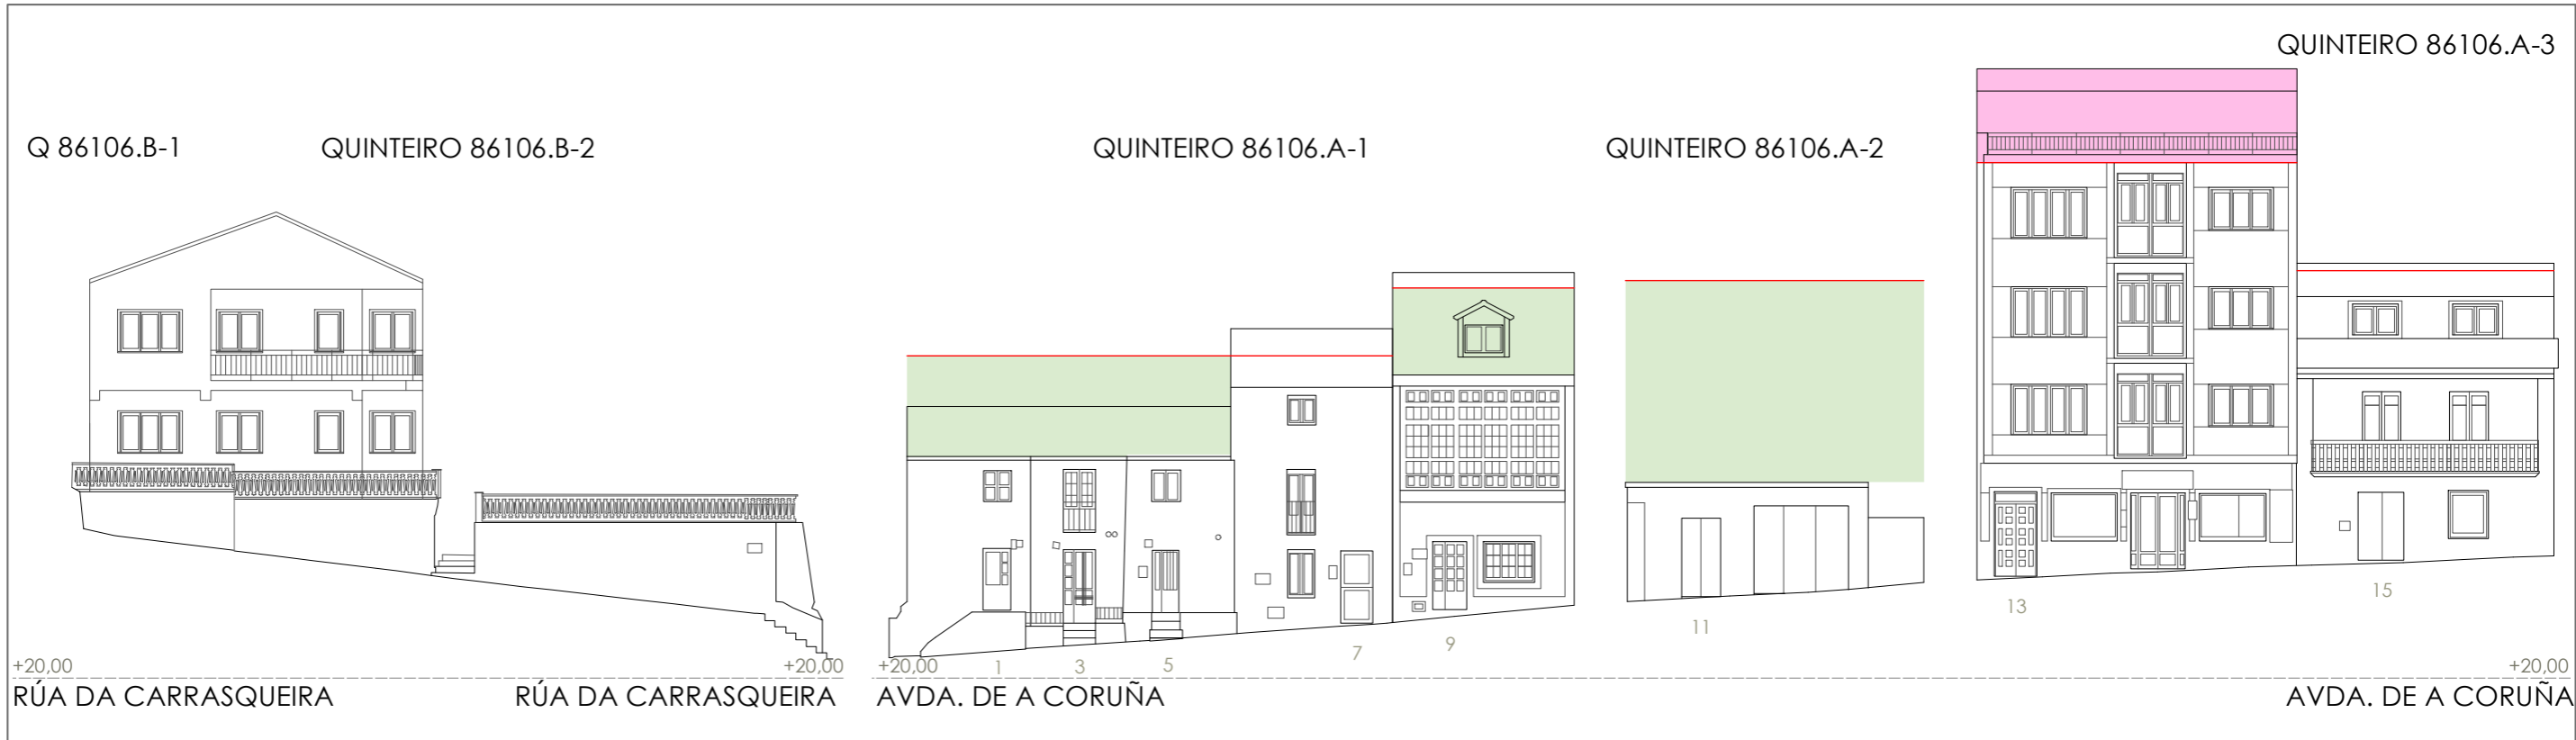 QUINTEIRO 86106.A-3
Q 86106.B-1
QUINTEIRO 86106.B-2
QUINTEIRO 86106.A-1
QUINTEIRO 86106.A-2
13
15
11
9
7
5
3
1
+20,00
+20,00
+20,00
+20,00
RÚA DA CARRASQUEIRA
RÚA DA CARRASQUEIRA
AVDA. DE A CORUÑA
AVDA. DE A CORUÑA